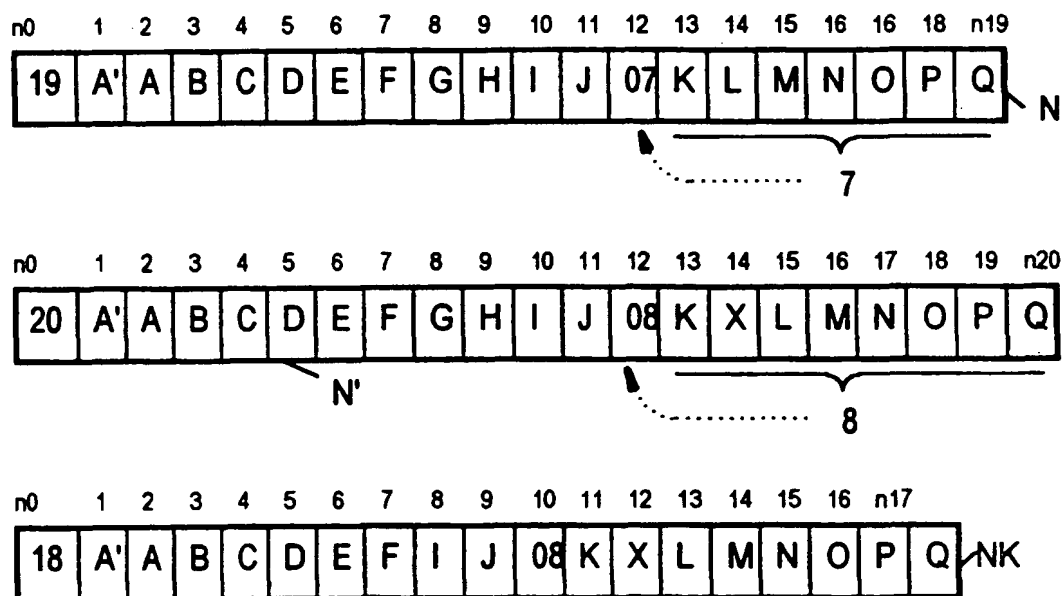 n0 1 2 3 4 5 6 7 8 9 10 11 12 13 14 15 16 16 18 n19
19 A' A B C D E F G H I J 07 K L M N O P Q N
7
n0 1 2 3 4 5 6 7 8 9 10 11 12 13 14 15 16 17 18 19 n20
20 A' A B C D E F G H I J 08 K X L M N O P Q
N' 8
n0 1 2 3 4 5 6 7 8 9 10 11 12 13 14 15 16 n17
18 A' A B C D E F I J 08 K X L M N O P Q NK